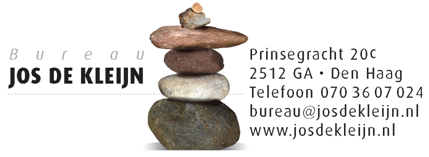 Bureau
JOS DE KLEIJN
Prinsegracht 20c
2512 GA • Den Haag
Telefoon 070 36 07 024
bureau@josdekleijn.nl
www.josdekleijn.nl